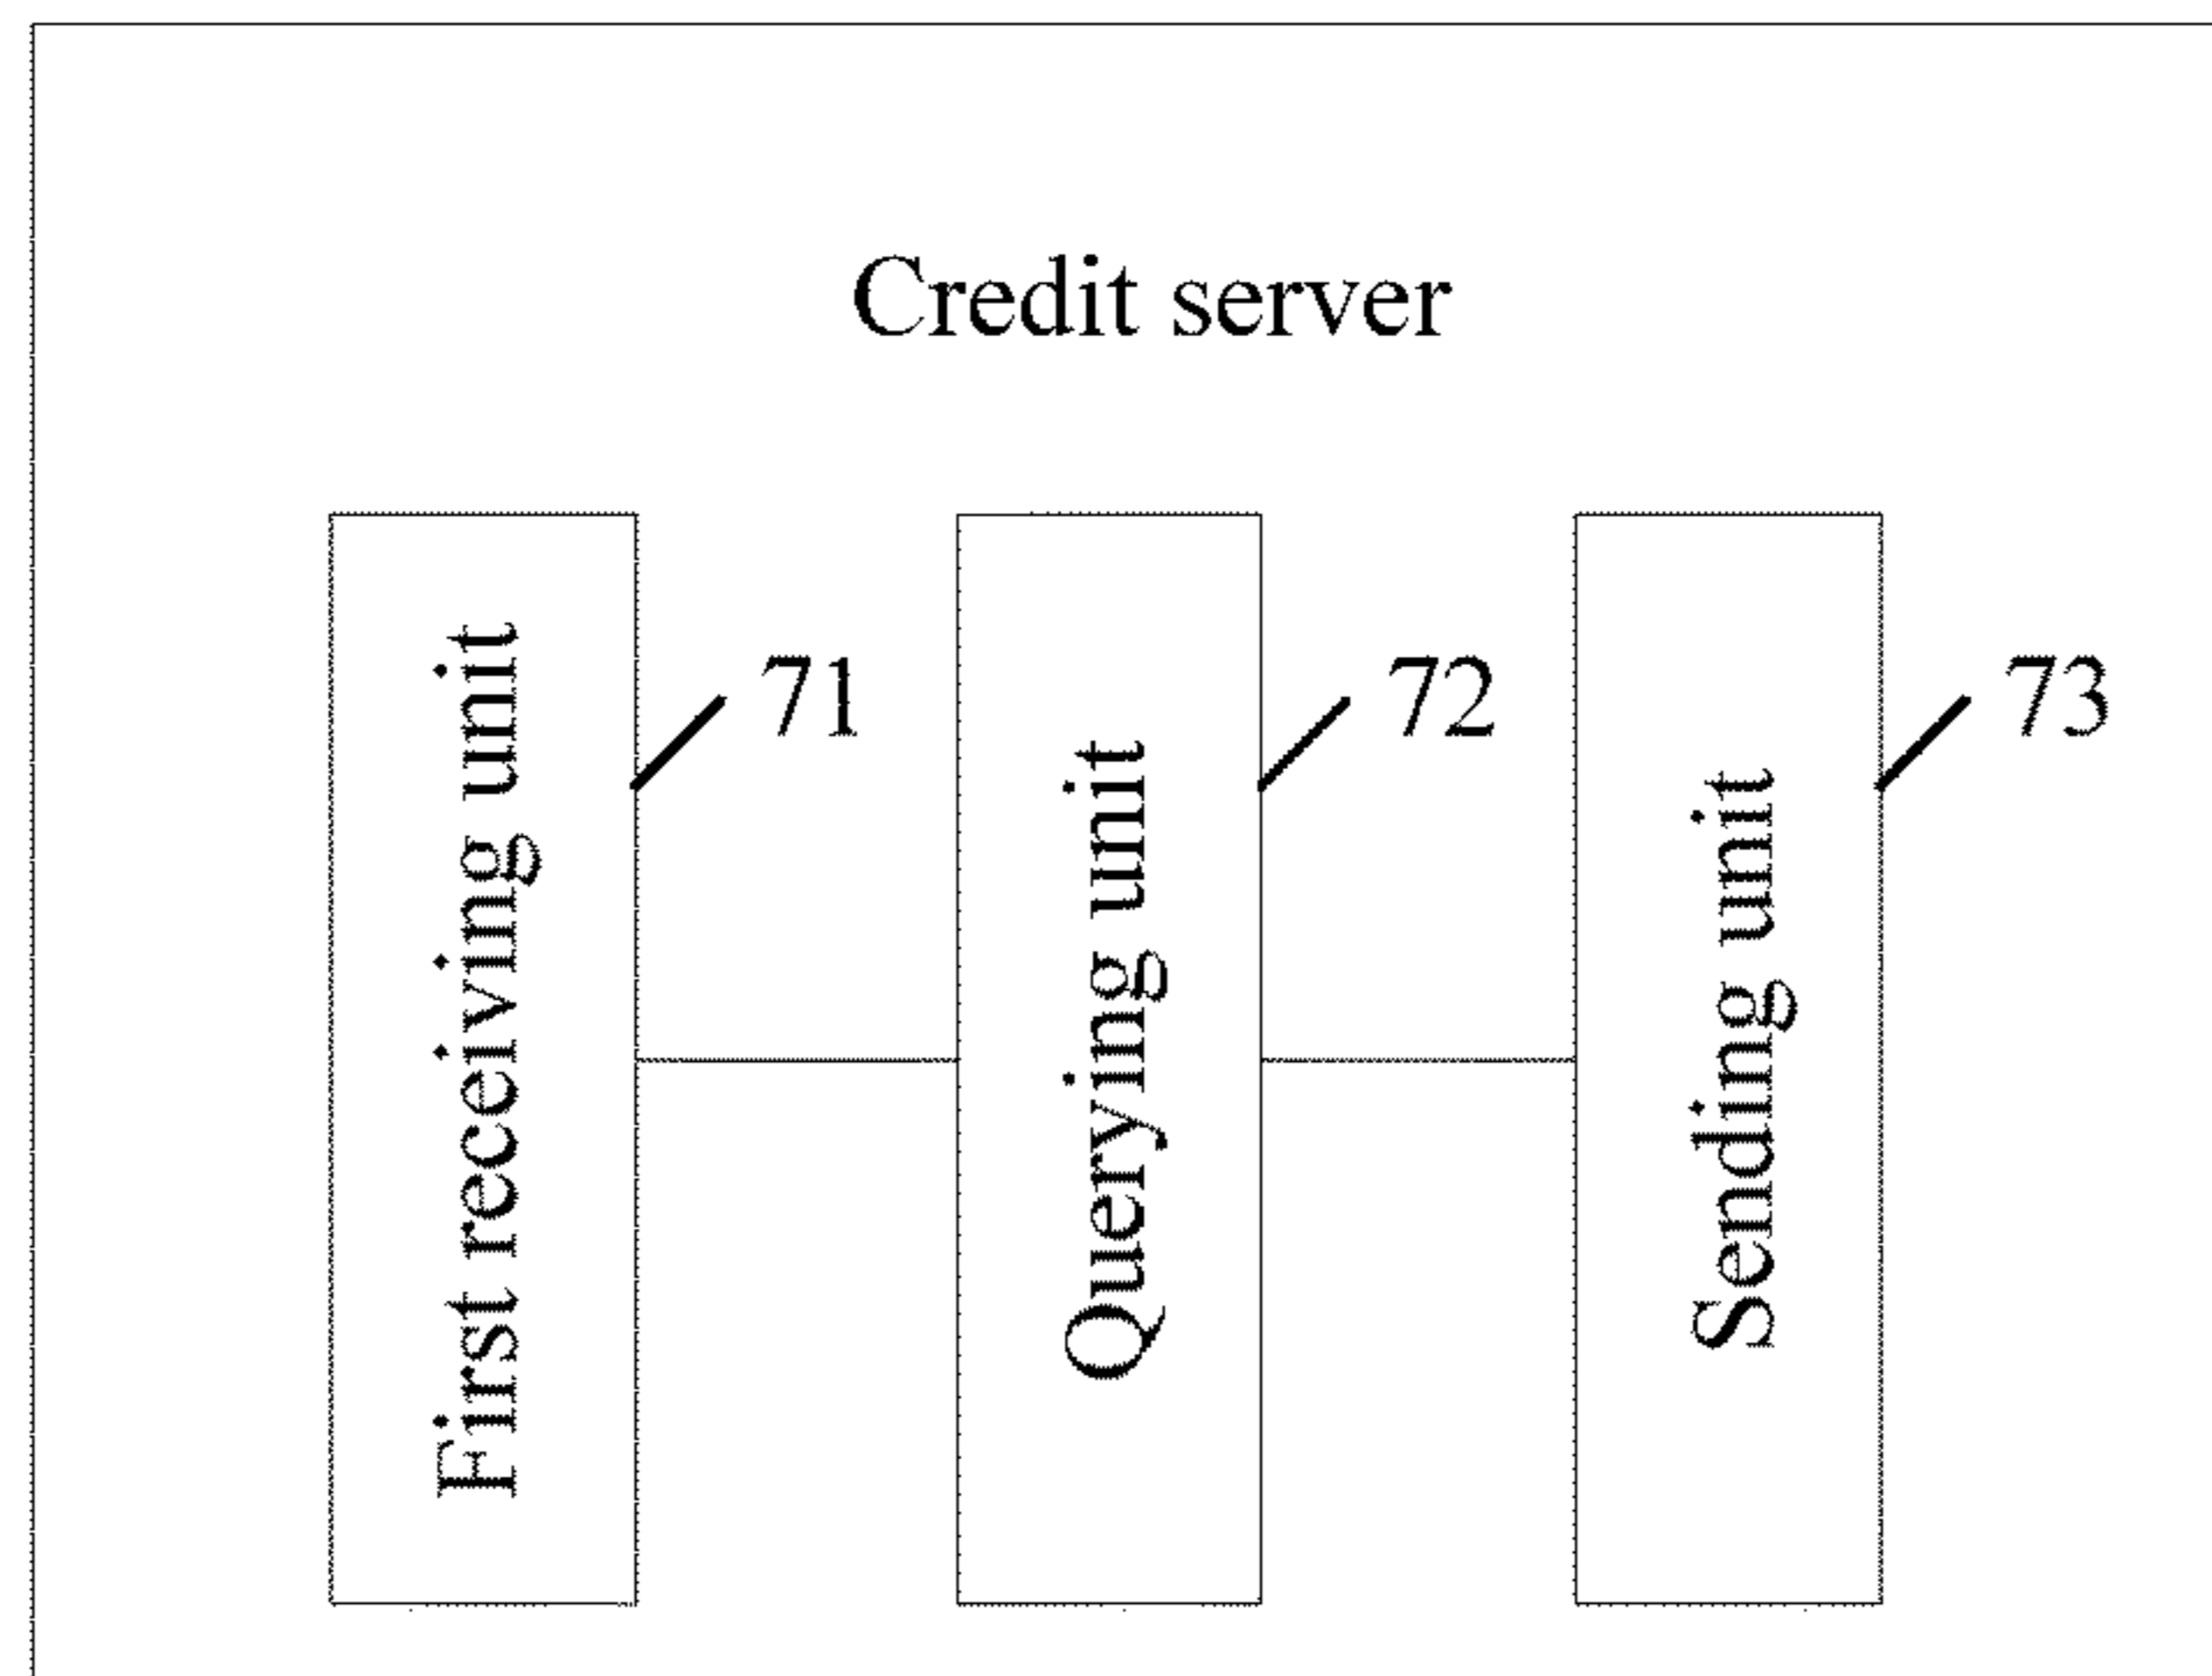 Credit server
First receiving unit
71
Querying unit
72
Sending unit
73